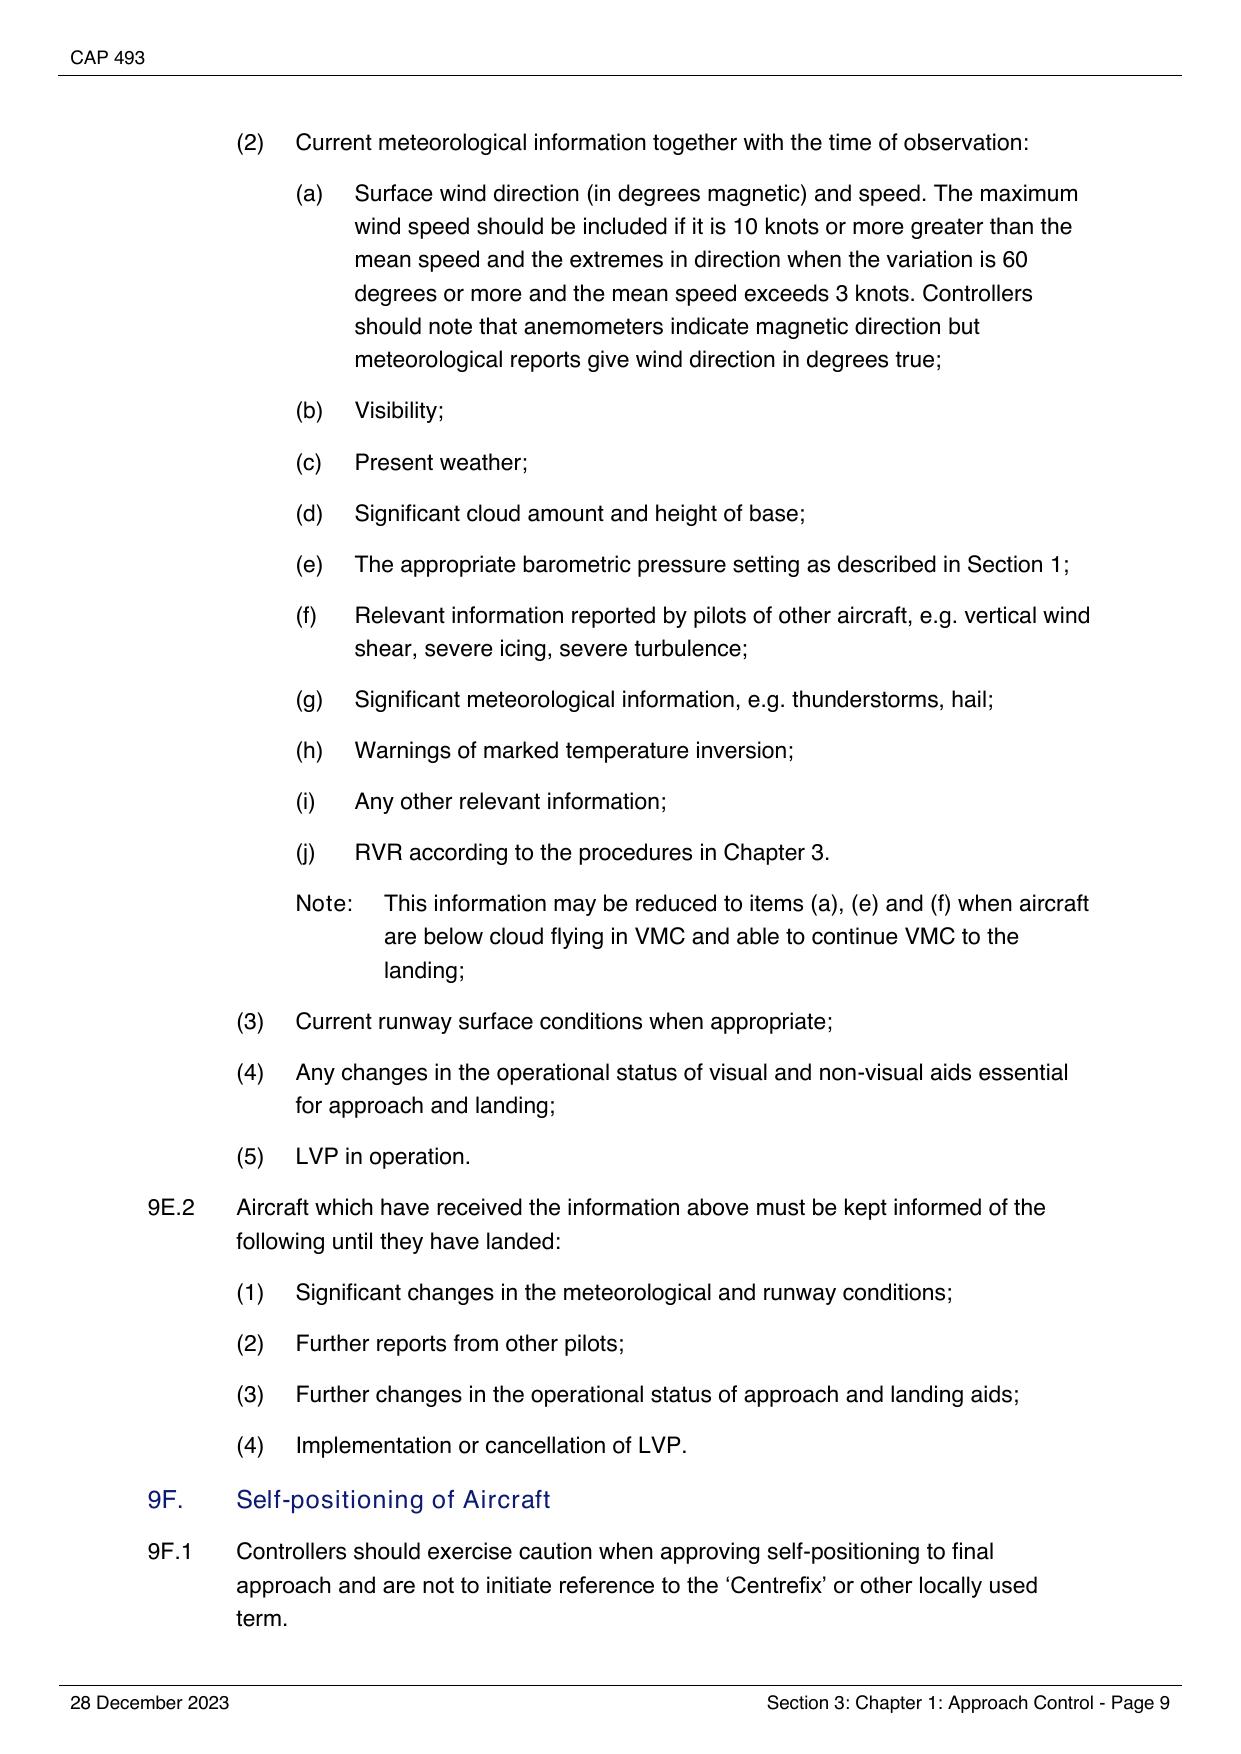 CAP 493
(2) Current meteorological information together with the time of observation:
(a) Surface wind direction (in degrees magnetic) and speed. The maximum
wind speed should be included if it is 10 knots or more greater than the
mean speed and the extremes in direction when the variation is 60
degrees or more and the mean speed exceeds 3 knots. Controllers
should note that anemometers indicate magnetic direction but
meteorological reports give wind direction in degrees true;
(b) Visibility;
(c) Present weather;
(d) Significant cloud amount and height of base;
(e) The appropriate barometric pressure setting as described in Section 1;
(f) Relevant information reported by pilots of other aircraft, e.g. vertical wind
shear, severe icing, severe turbulence;
(g) Significant meteorological information, e.g. thunderstorms, hail;
(h) Warnings of marked temperature inversion;
(i) Any other relevant information;
(j) RVR according to the procedures in Chapter 3.
Note: This information may be reduced to items (a), (e) and (f) when aircraft
are below cloud flying in VMC and able to continue VMC to the
landing;
(3) Current runway surface conditions when appropriate;
(4) Any changes in the operational status of visual and non-visual aids essential
for approach and landing;
(5) LVP in operation.
9E.2 Aircraft which have received the information above must be kept informed of the
following until they have landed:
(1) Significant changes in the meteorological and runway conditions;
(2) Further reports from other pilots;
(3) Further changes in the operational status of approach and landing aids;
(4) Implementation or cancellation of LVP.
9F. Self-positioning of Aircraft
9F.1 Controllers should exercise caution when approving self-positioning to final
approach and are not to initiate reference to the ‘Centrefix’ or other locally used
term.
28 December 2023 Section 3: Chapter 1: Approach Control - Page 9